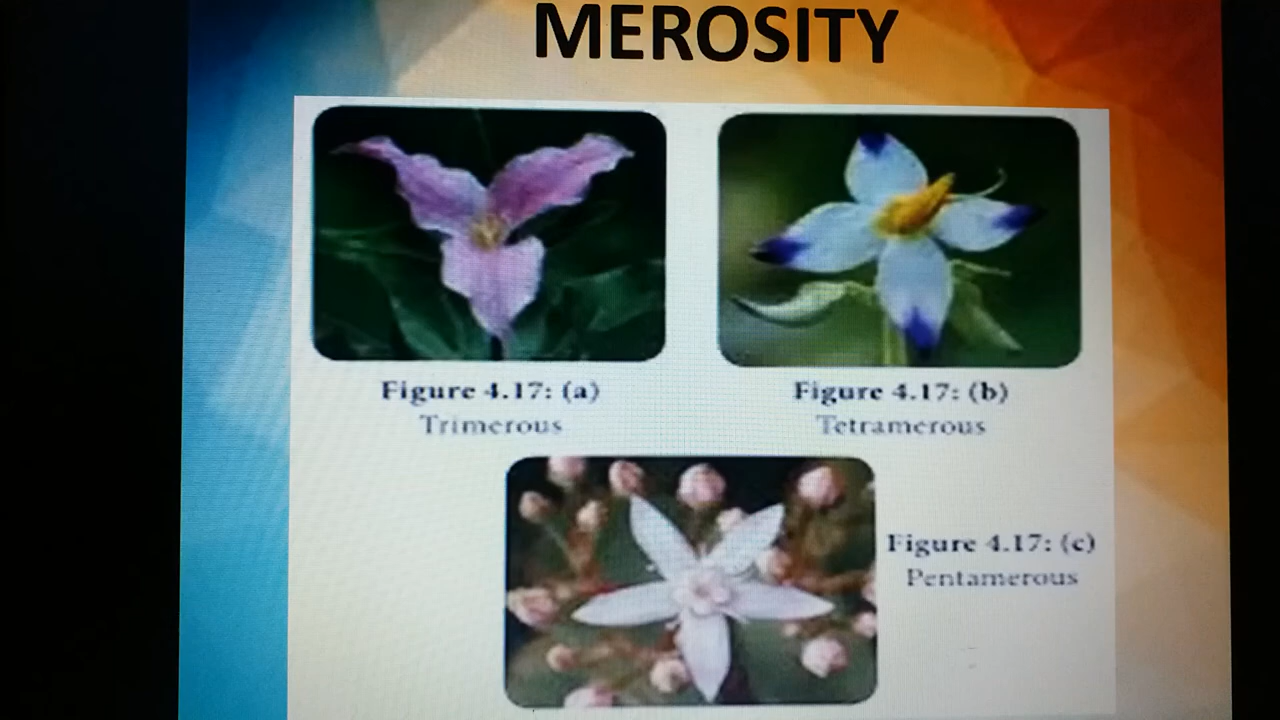 MEROSITY
Figure 4.17: (a)
Trimerous
Figure 4.17: (b)
Tetramerous
Figure 4.17: (c)
Pentamerous